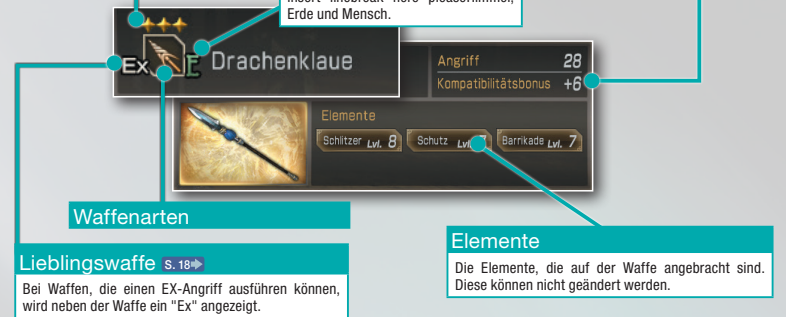 insert linebreak here pleaseHimmel,
Erde und Mensch.
Ex E Drachenklaue
Angriff 28
Kompatibilitätsbonus +6
Elemente
Schlitzer Lvl. 8 Schutz Lvl. Barrikade Lvl. 7
Waffenarten
Lieblingswaffe S. 18
Bei Waffen, die einen EX-Angriff ausführen können,
wird neben der Waffe ein "Ex" angezeigt.
Elemente
Die Elemente, die auf der Waffe angebracht sind.
Diese können nicht geändert werden.